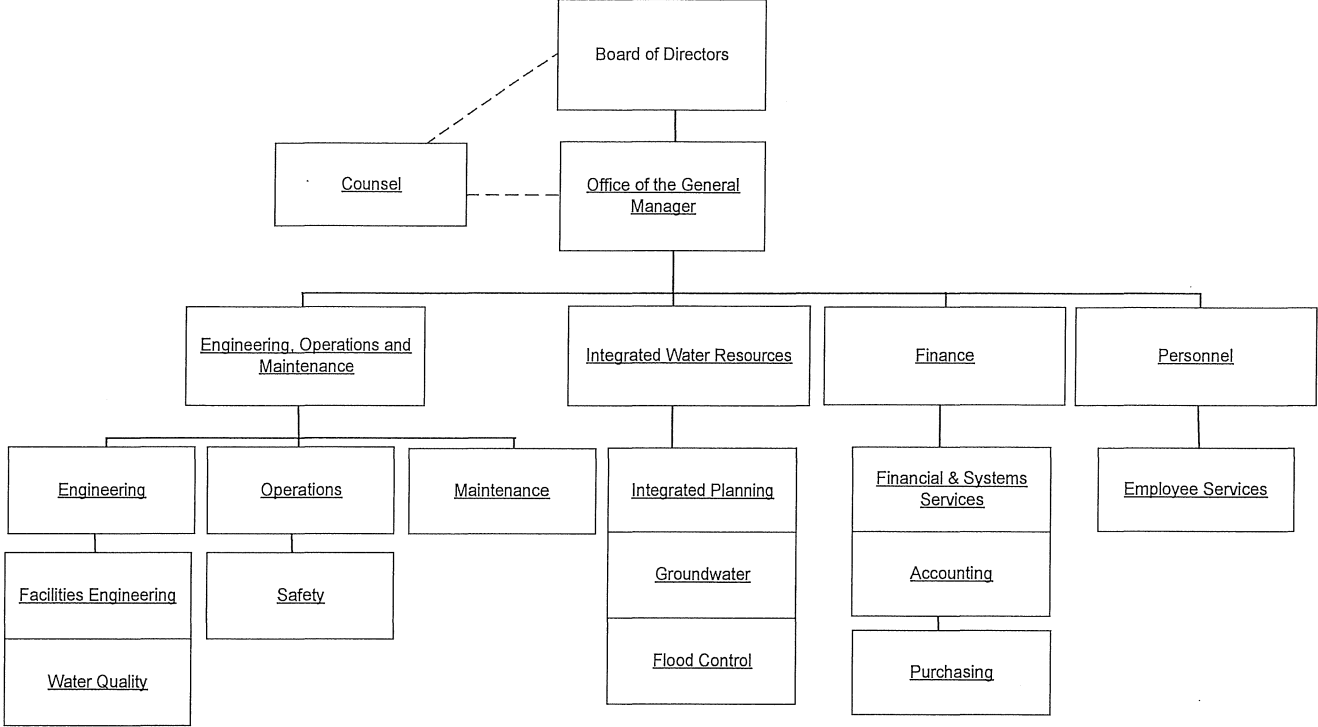 Board of Directors
Counsel
Office of the General
Manager
Engineering, Operations and
Maintenance
Integrated Water Resources
Finance
Personnel
Engineering
Operations
Maintenance
Integrated Planning
Financial & Systems
Services
Employee Services
Facilities Engineering
Safety
Groundwater
Accounting
Water Quality
Flood Control
Purchasing